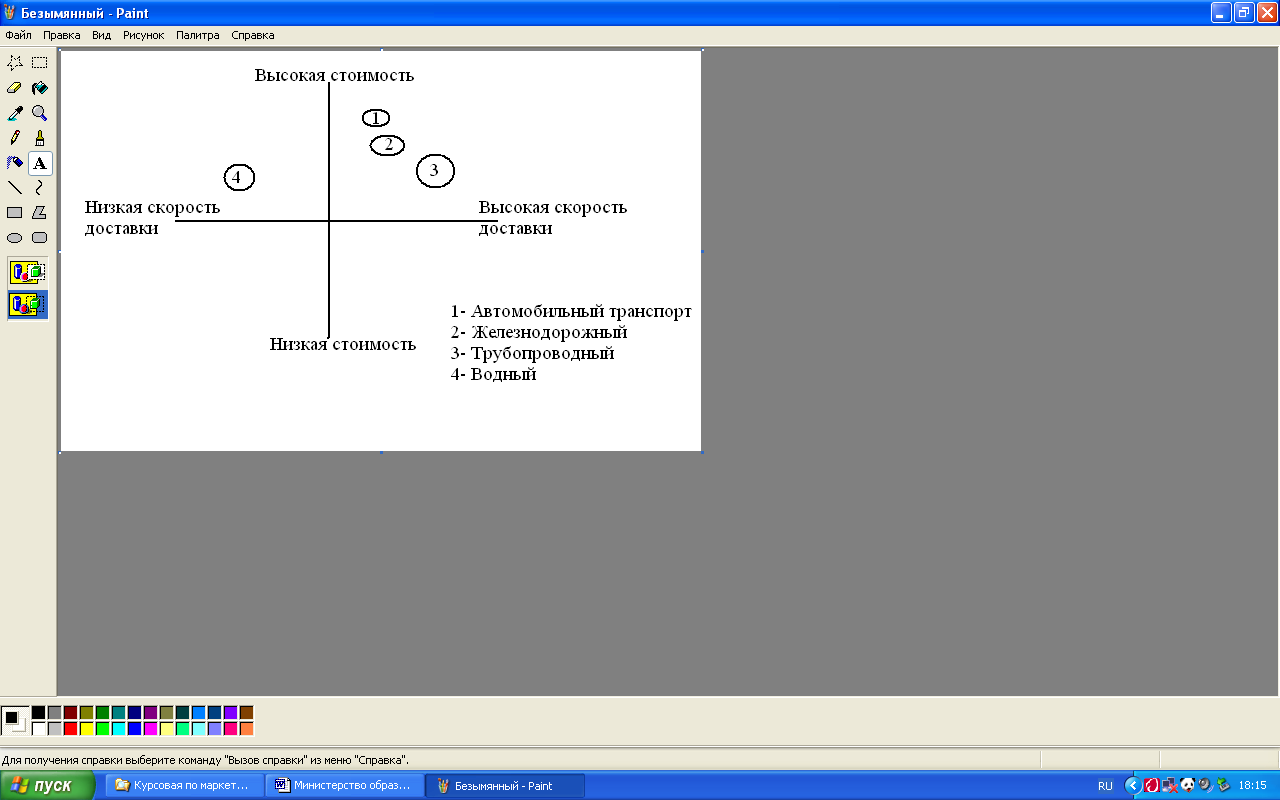 Безымянный - Paint
Файл Правка Вид Рисунок Палитра Справка
A
Высокая стоимость
1
2
3
4
Низкая скорость
доставки
Высокая скорость
доставки
Низкая стоимость
1- Автомобильный транспорт
2- Железнодорожный
3- Трубопроводный
4- Водный
Для получения справки выберите команду "Вызов справки" из меню "Справка".
пуск
Курсовая по маркет...
Министерство образ...
Безымянный - Paint
RU
18:15